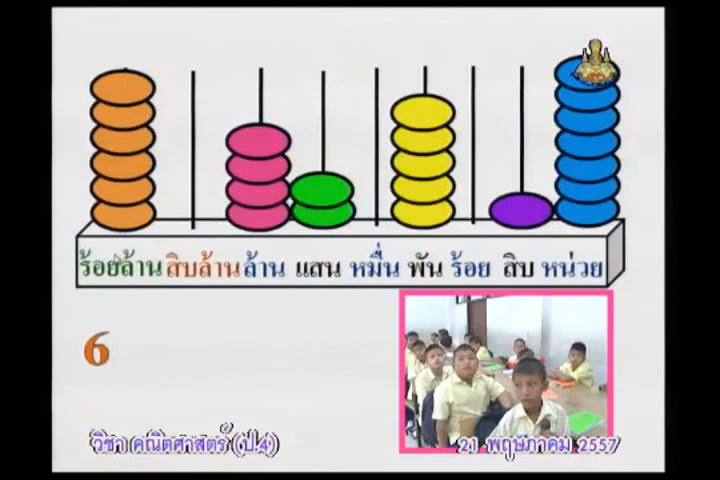 ร้อยล้าน สิบล้าน ล้าน แสน หมื่น พัน ร้อย สิบ หน่วย
6
วิชา คณิตศาสตร์ (ป.4)
21 พฤษภาคม 2557